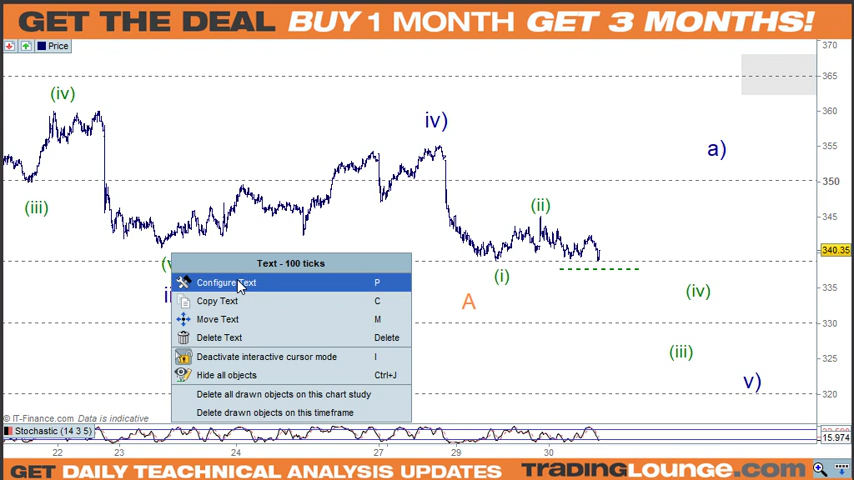 GET THE DEAL BUY 1 MONTH GET 3 MONTHS!
Price
370
365
(iv)
360
iv)
355
a)
350
(iii)
(ii)
345
340.35
(v
Text - 100 ticks
(i)
Configure Text P
335
(iv)
Copy Text C
A
Move Text M
330
Delete Text Delete
Deactivate interactive cursor mode I
(iii)
325
Hide all objects Ctrl+J
v)
Delete all drawn objects on this chart study
320
Delete drawn objects on this timeframe
© IT-Finance.com Data is indicative
Stochastic (14 3 5)
15.974
22 23 24 27 28 29 30
GET DAILY TEACHNICAL ANALYSIS UPDATES TRADINGLOUNGE.com